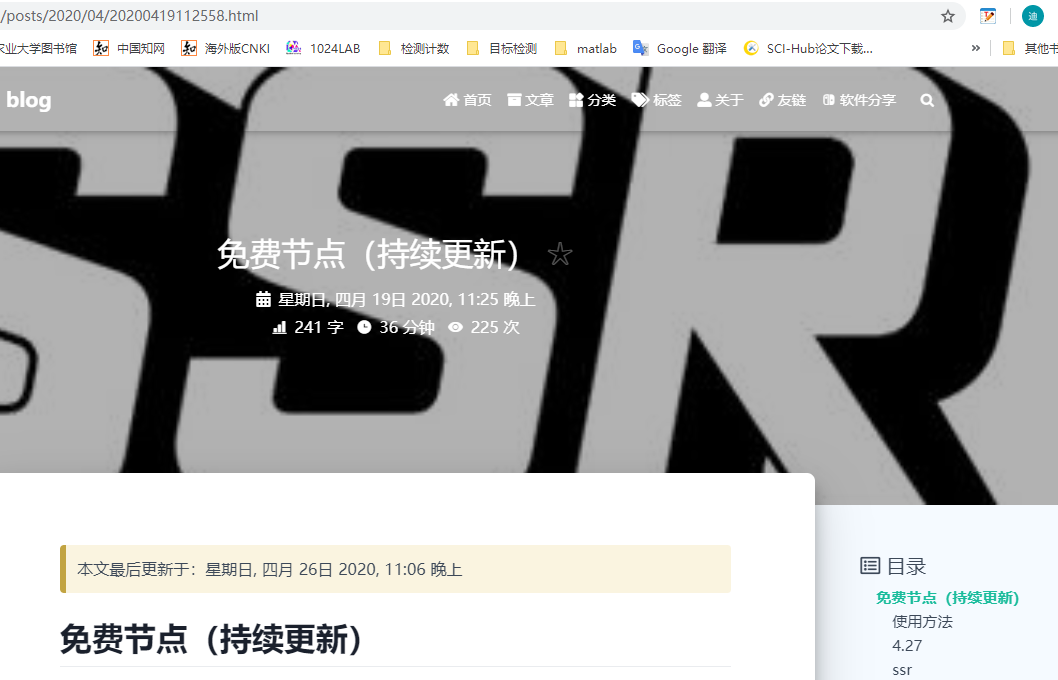 /posts/2020/04/20200419112558.html
农业大学图书馆 中国知网 海外版CNKI 1024LAB 检测计数 目标检测 matlab Google 翻译 SCI-Hub论文下载... » 其他书
blog 首页 文章 分类 标签 关于 友链 软件分享
SSR
免费节点（持续更新）
星期日, 四月 19日 2020, 11:25 晚上
241 字 36 分钟 225 次
本文最后更新于：星期日, 四月 26日 2020, 11:06 晚上
免费节点（持续更新）
目录
免费节点（持续更新）
使用方法
4.27
ssr